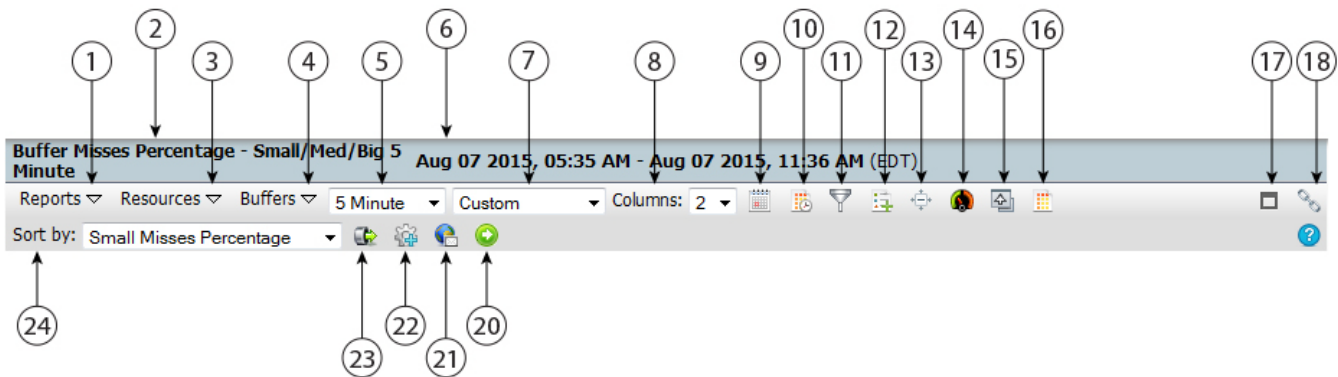 2 6 10 12 14 16
1 3 4 5 7 8 9 11 13 15 17 18
Buffer Misses Percentage - Small/Med/Big 5
Minute
Aug 07 2015, 05:35 AM - Aug 07 2015, 11:36 AM (EDT)
Reports Resources Buffers 5 Minute Custom Columns: 2
Sort by: Small Misses Percentage ?
24 22 20
23 21